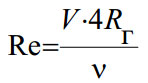 Re = V·4R_Г / ν